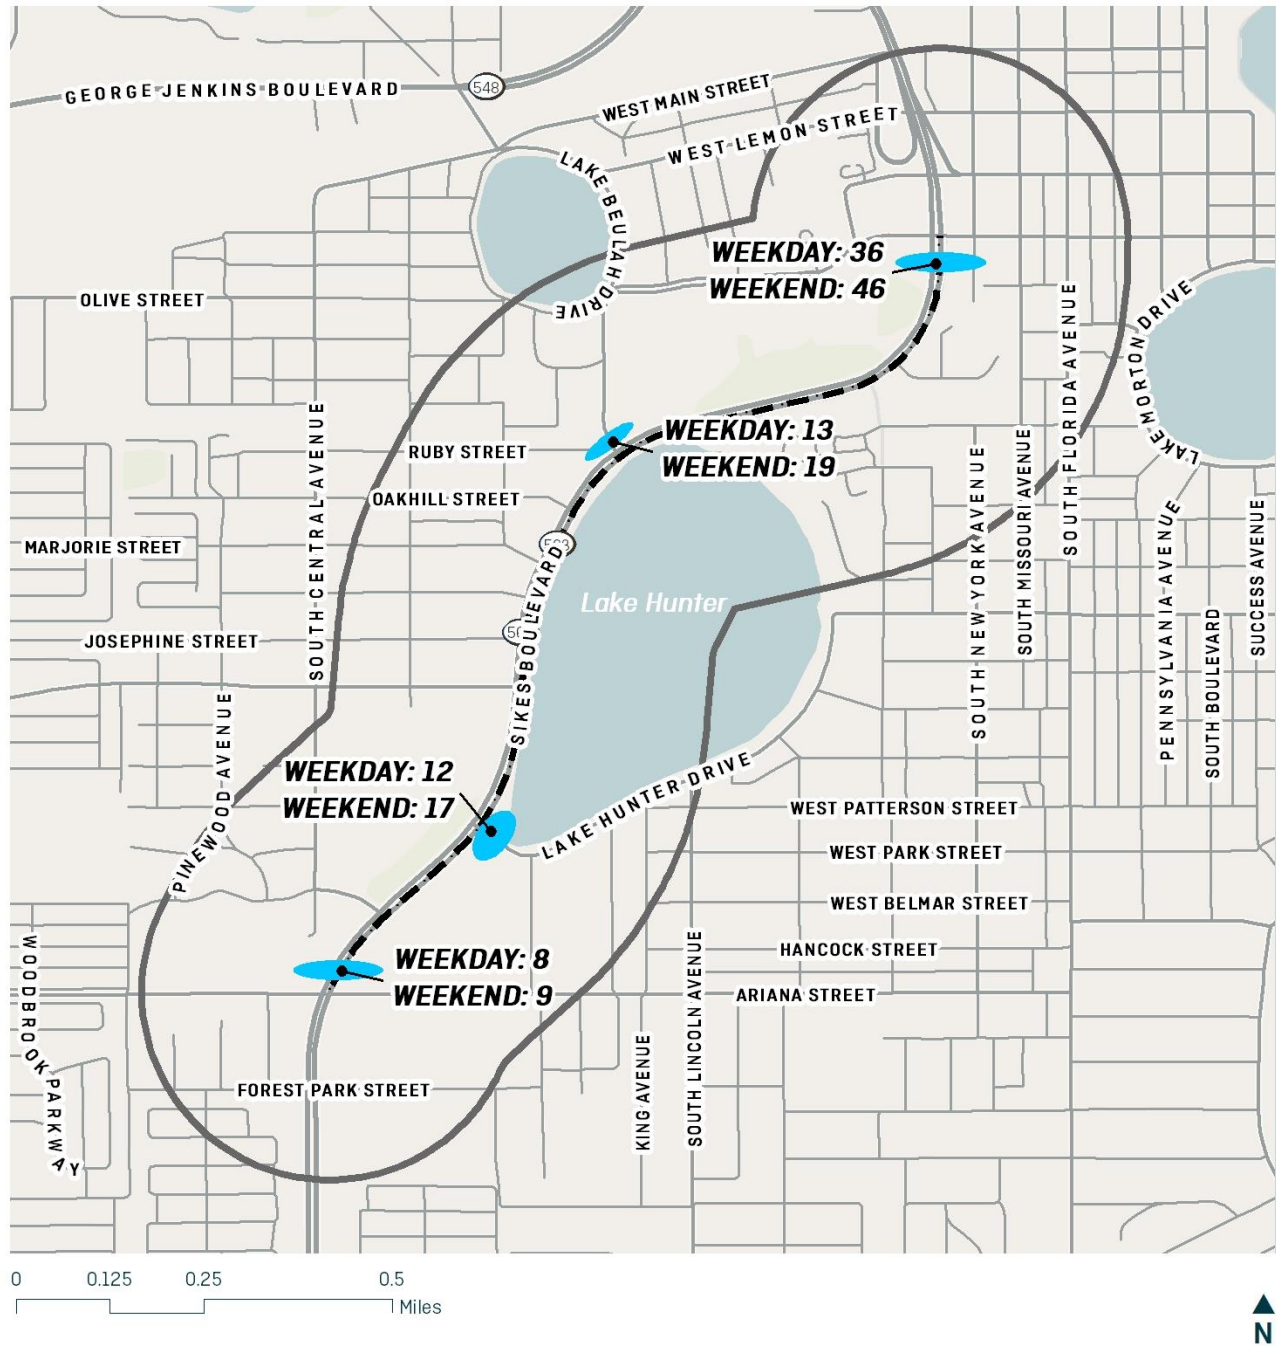 GEORGE JENKINS BOULEVARD
548
WEST MAIN STREET
WEST LEMON STREET
LAKE BEULAH DRIVE
WEEKDAY: 36
WEEKEND: 46
OLIVE STREET
LAKE MORTON DRIVE
SOUTH FLORIDA AVENUE
WEEKDAY: 13
WEEKEND: 19
RUBY STREET
OAKHILL STREET
SOUTH CENTRAL AVENUE
MARJORIE STREET
SIKES BOULEVARD
Lake Hunter
JOSEPHINE STREET
SOUTH NEW YORK AVENUE
SOUTH MISSOURI AVENUE
PENNSYLVANIA AVENUE
SOUTH BOULEVARD
SUCCESS AVENUE
PINEWOOD AVENUE
WEEKDAY: 12
WEEKEND: 17
LAKE HUNTER DRIVE
WEST PATTERSON STREET
WEST PARK STREET
WEST BELMAR STREET
HANCOCK STREET
ARIANA STREET
WEEKDAY: 8
WEEKEND: 9
WOODBROOK PARKWAY
FOREST PARK STREET
KING AVENUE
SOUTH LINCOLN AVENUE
0 0.125 0.25 0.5
Miles
N